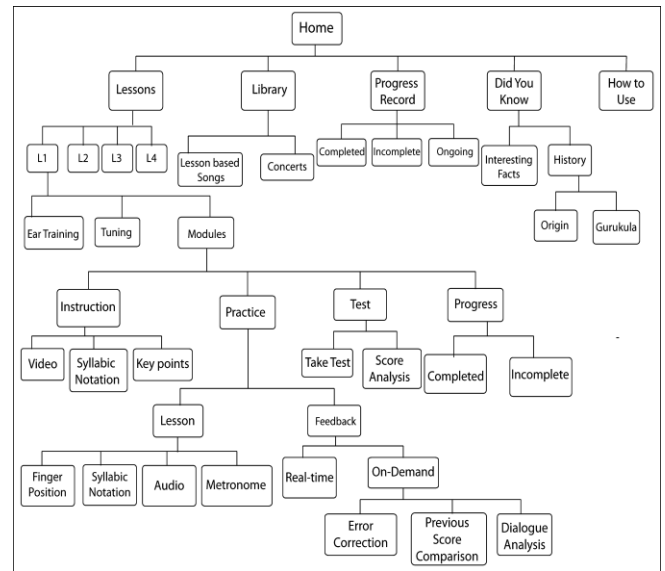 Home
Lessons
Library
Progress
Record
Did You
Know
How to
Use
L1
L2
L3
L4
Lesson based
Songs
Concerts
Completed
Incomplete
Ongoing
Interesting
Facts
History
Ear Training
Tuning
Modules
Origin
Gurukula
Instruction
Practice
Test
Progress
Video
Syllabic
Notation
Key points
Take Test
Score
Analysis
Completed
Incomplete
Lesson
Feedback
Finger
Position
Syllabic
Notation
Audio
Metronome
Real-time
On-Demand
Error
Correction
Previous
Score
Comparison
Dialogue
Analysis